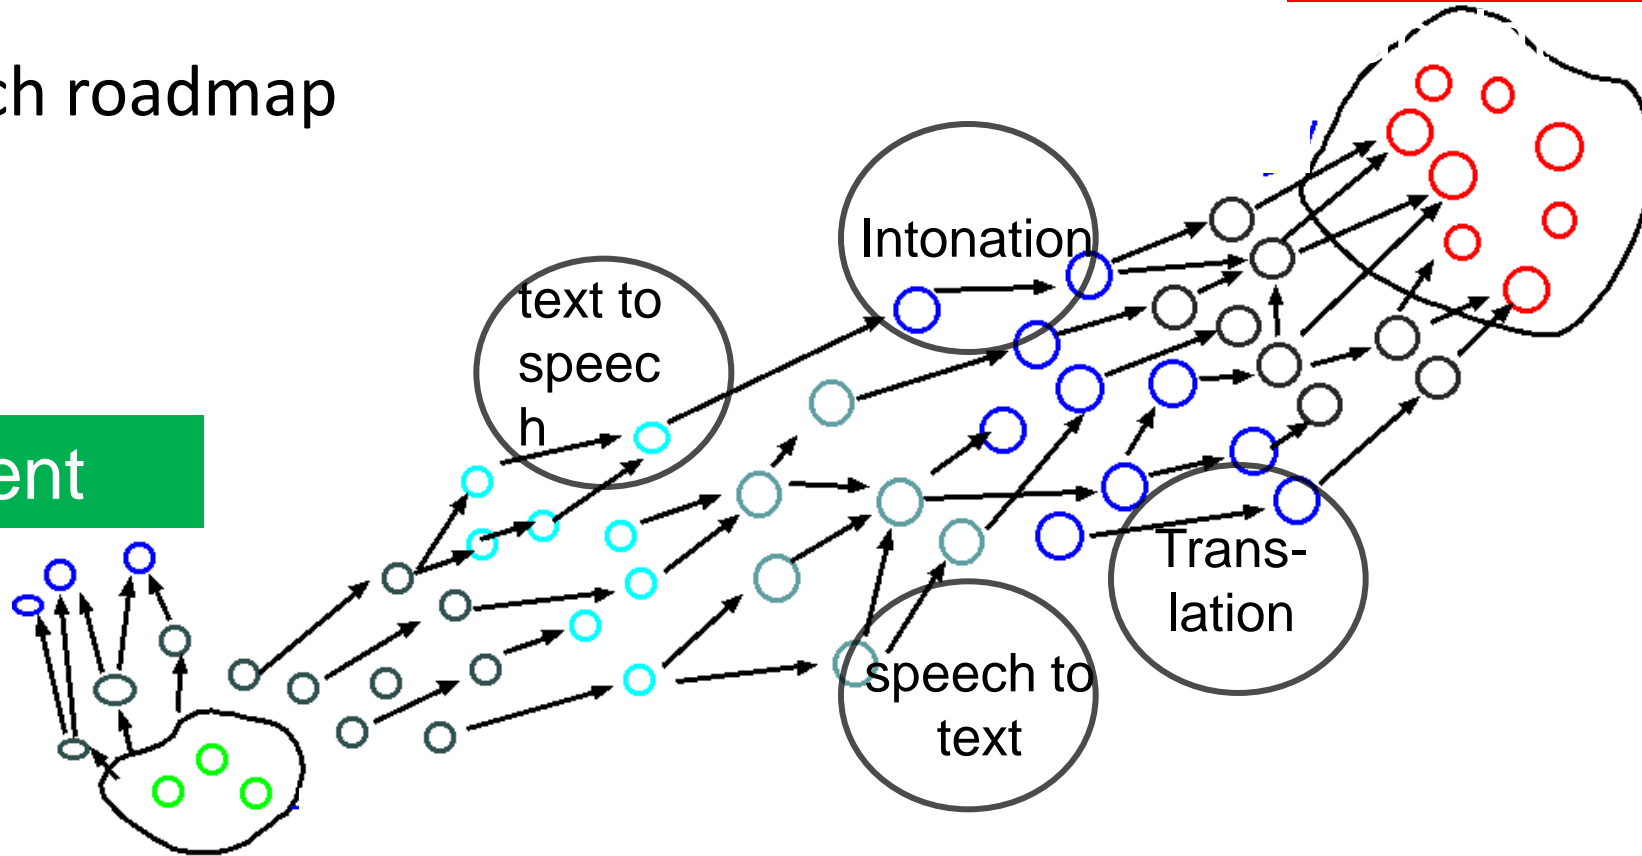 ch roadmap
Intonation
text to
speec
h
ent
Trans-
lation
speech to
text